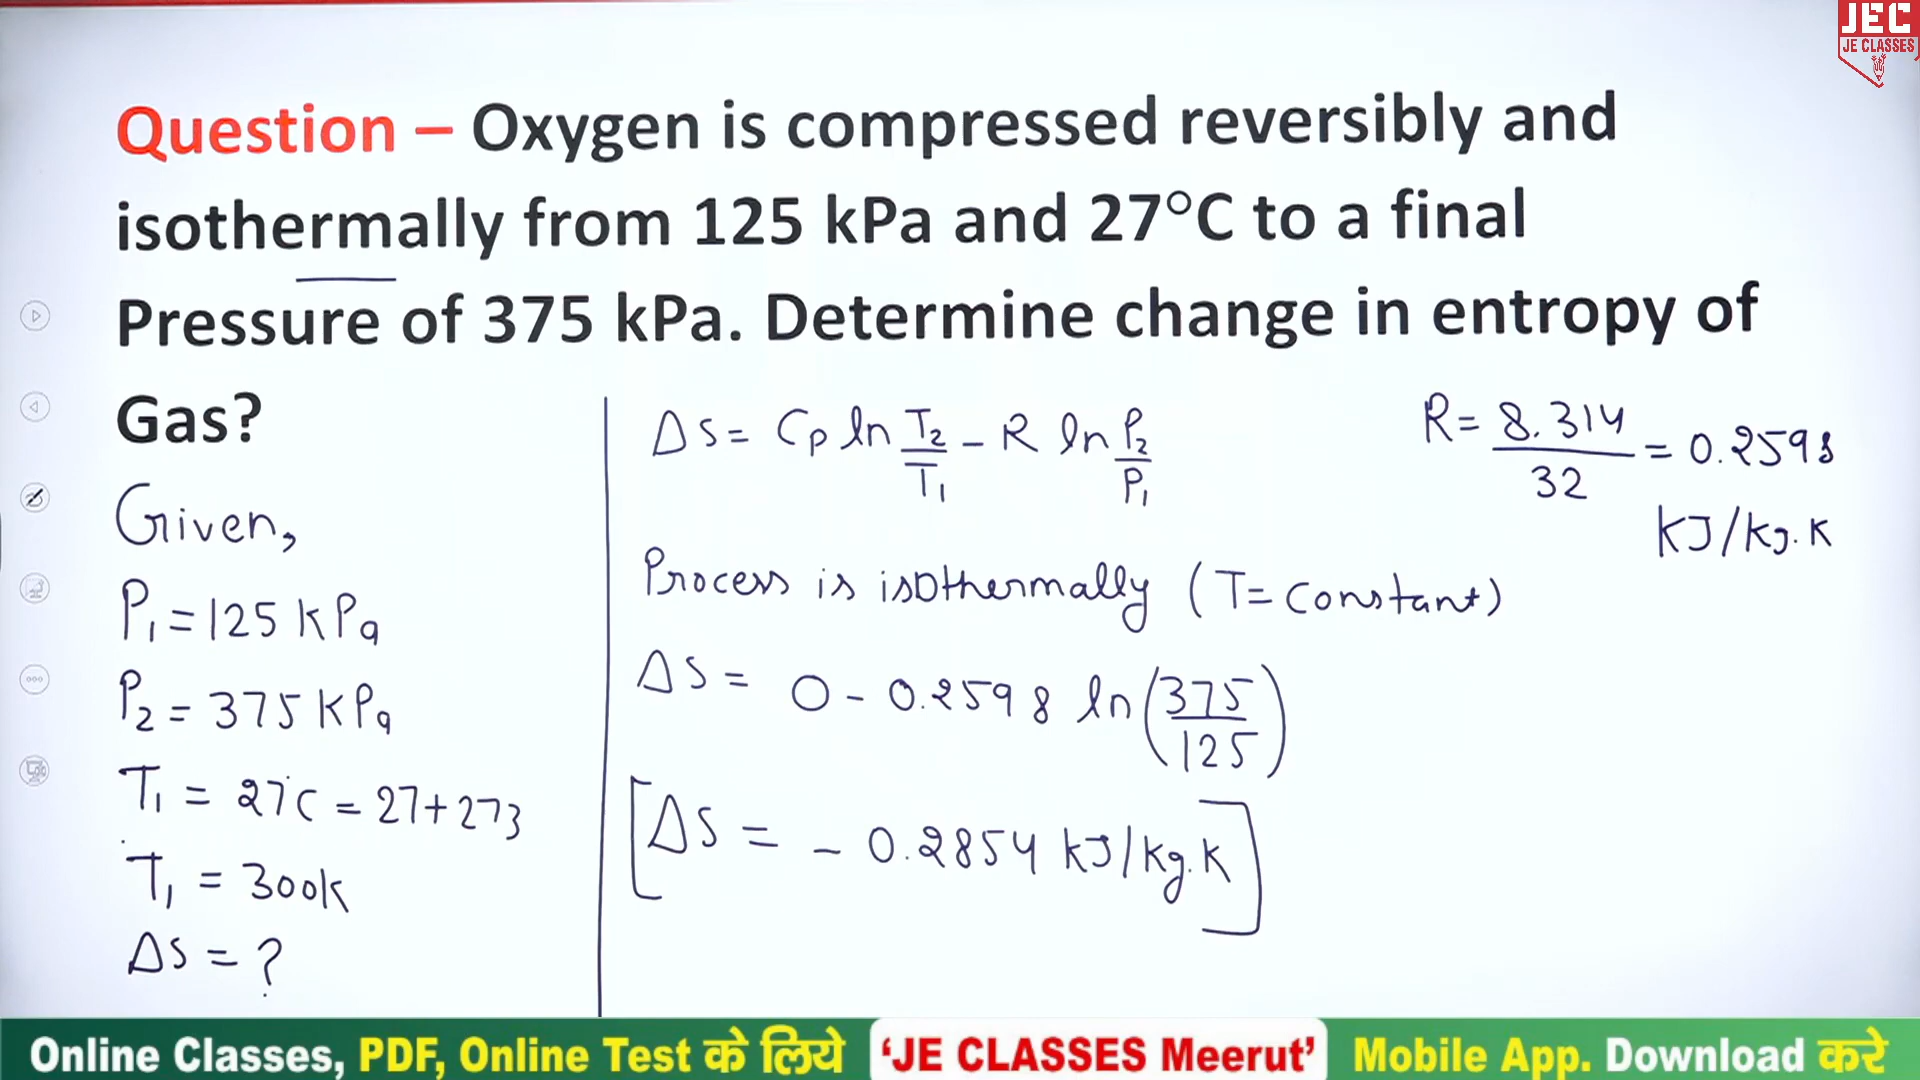 JEC
JE CLASSES
Question – Oxygen is compressed reversibly and
isothermally from 125 kPa and 27°C to a final
Pressure of 375 kPa. Determine change in entropy of
Gas?
Given,
P₁ = 125 KPa
P₂ = 375 KPa
T₁ = 27°C = 27+273
T₁ = 300K
ΔS = ?
ΔS = Cp ln T₂/T₁ - R ln P₂/P₁
R = 8.314/32 = 0.2598
KJ/Kg.K
Process is isothermally (T = Constant)
ΔS = 0 - 0.2598 ln(375/125)
[ΔS = - 0.2854 KJ/Kg.K]
Online Classes, PDF, Online Test के लिये 'JE CLASSES Meerut' Mobile App. Download करे